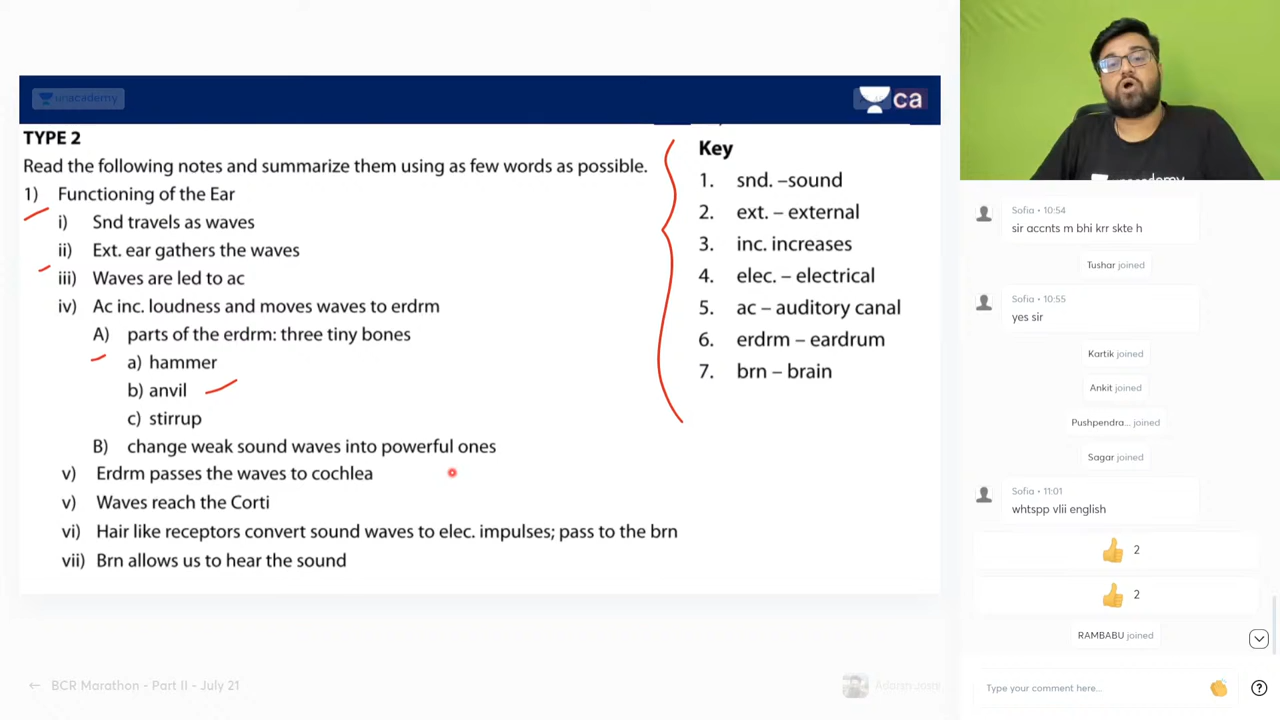 unacademy
ca
TYPE 2
Read the following notes and summarize them using as few words as possible.
1) Functioning of the Ear
i) Snd travels as waves
ii) Ext. ear gathers the waves
iii) Waves are led to ac
iv) Ac inc. loudness and moves waves to erdrm
A) parts of the erdrm: three tiny bones
a) hammer
b) anvil
c) stirrup
B) change weak sound waves into powerful ones
v) Erdrm passes the waves to cochlea
v) Waves reach the Corti
vi) Hair like receptors convert sound waves to elec. impulses; pass to the brn
vii) Brn allows us to hear the sound
Key
1. snd. –sound
2. ext. – external
3. inc. increases
4. elec. – electrical
5. ac – auditory canal
6. erdrm – eardrum
7. brn – brain
← BCR Marathon - Part II - July 21
unacademy
Sofia • 10:54
sir accnts m bhi krr skte h
Tushar joined
Sofia • 10:55
yes sir
Kartik joined
Ankit joined
Pushpendra... joined
Sagar joined
Sofia • 11:01
whtspp vlii english
2
2
RAMBABU joined
Type your comment here...